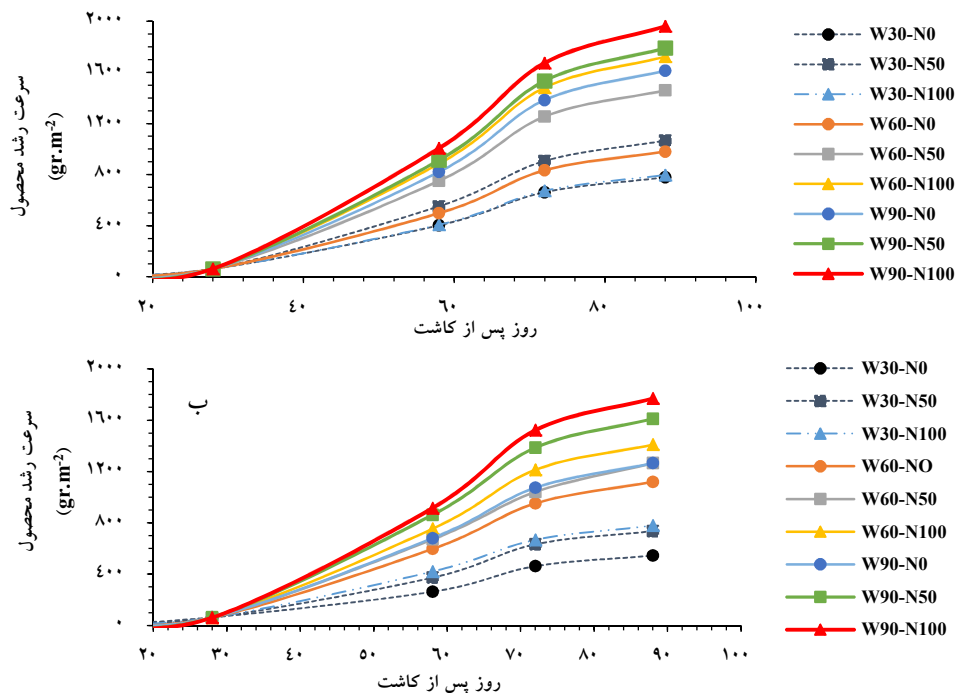 ۲۰۰۰
۱۶۰۰
۱۲۰۰
۸۰۰
۴۰۰
۰
سرعت رشد محصول
(gr.m-2)
۲۰ ۴۰ ۶۰ ۸۰ ۱۰۰
روز پس از کاشت
W30-N0
W30-N50
W30-N100
W60-N0
W60-N50
W60-N100
W90-N0
W90-N50
W90-N100
ب
۲۰۰۰
۱۶۰۰
۱۲۰۰
۸۰۰
۴۰۰
۰
سرعت رشد محصول
(gr.m-2)
۲۰ ۳۰ ۴۰ ۵۰ ۶۰ ۷۰ ۸۰ ۹۰ ۱۰۰
روز پس از کاشت
W30-N0
W30-N50
W30-N100
W60-NO
W60-N50
W60-N100
W90-N0
W90-N50
W90-N100